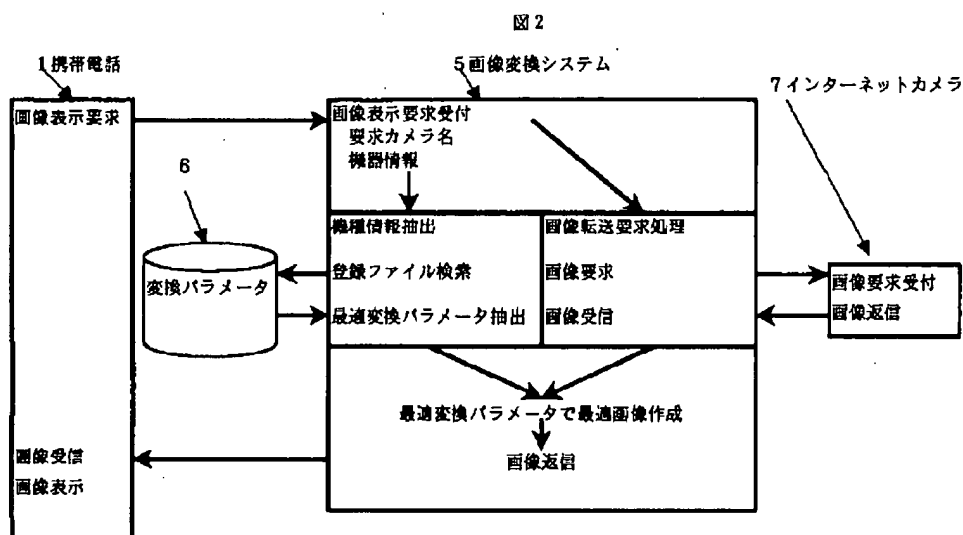 図2
1携帯電話
5画像変換システム
7インターネットカメラ
画像表示要求
画像表示要求受付
要求カメラ名
機器情報
6
機種情報抽出
画像転送要求処理
変換パラメータ
登録ファイル検索
画像要求
画像要求受付
最適変換パラメータ抽出
画像受信
画像返信
最適変換パラメータで最適画像作成
画像返信
画像受信
画像表示